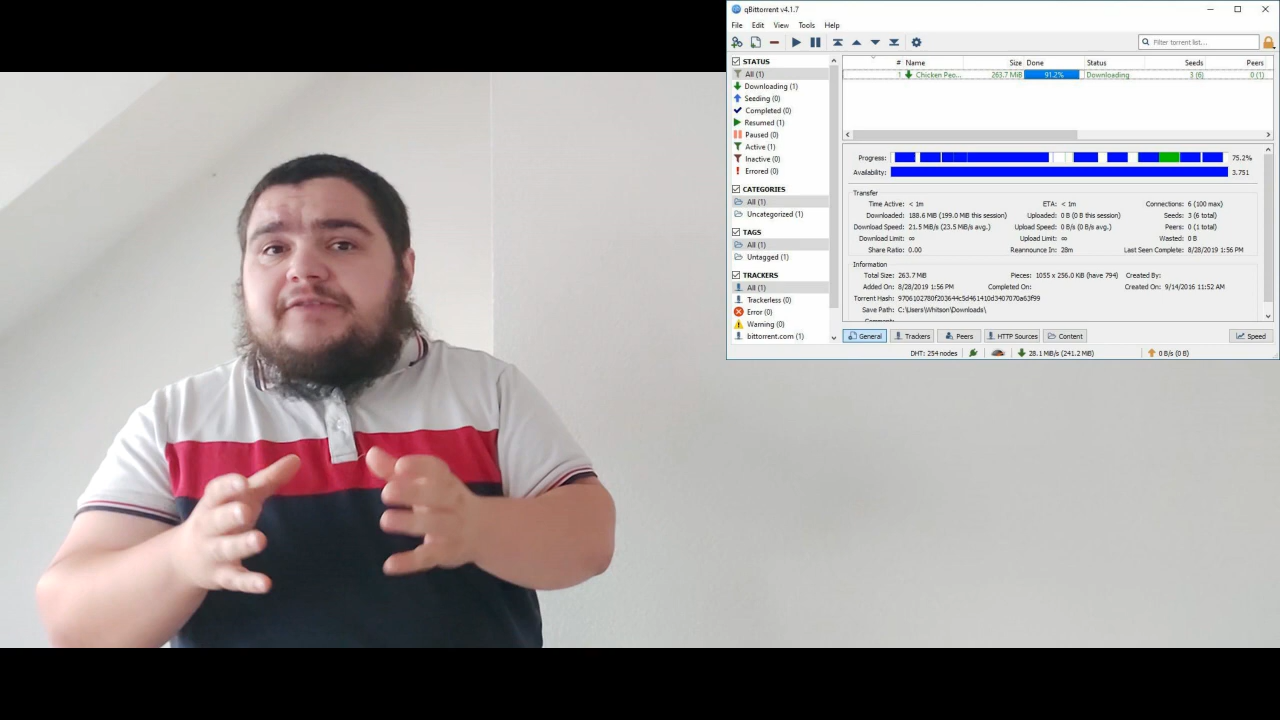 qBittorrent v4.1.7
File Edit View Tools Help
Filter torrent list...
STATUS
All (1)
Downloading (1)
Seeding (0)
Completed (0)
Resumed (1)
Paused (0)
Active (1)
Inactive (0)
Errored (0)
CATEGORIES
All (1)
Uncategorized (1)
TAGS
All (1)
Untagged (1)
TRACKERS
All (1)
Trackerless (0)
Error (0)
Warning (0)
bittorrent.com (1)
# Name Size Done Status Seeds Peers
1 Chicken Peo... 263.7 MiB 91.2% Downloading 3 (6) 0 (1)
Progress: 75.2%
Availability: 3.751
Transfer
Time Active: < 1m ETA: < 1m Connections: 6 (100 max)
Downloaded: 188.6 MiB (199.0 MiB this session) Uploaded: 0 B (0 B this session) Seeds: 3 (6 total)
Download Speed: 21.5 MiB/s (23.5 MiB/s avg.) Upload Speed: 0 B/s (0 B/s avg.) Peers: 0 (1 total)
Download Limit: ∞ Upload Limit: ∞ Wasted: 0 B
Share Ratio: 0.00 Reannounce In: 28m Last Seen Complete: 8/28/2019 1:56 PM
Information
Total Size: 263.7 MiB Pieces: 1055 x 256.0 KiB (have 794) Created By:
Added On: 8/28/2019 1:56 PM Completed On: Created On: 9/14/2016 11:52 AM
Torrent Hash: 9706102780f203644c5d461410d3407070a63f99
Save Path: C:\Users\Whitson\Downloads\
General Trackers Peers HTTP Sources Content Speed
DHT: 254 nodes 28.1 MiB/s (241.2 MiB) 0 B/s (0 B)